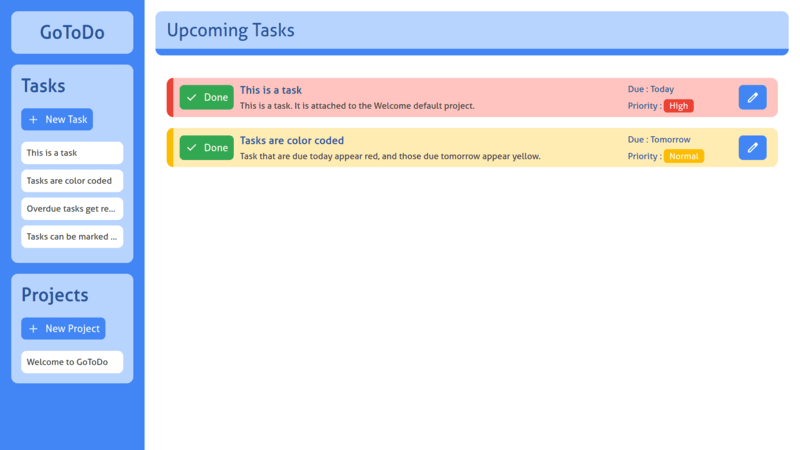 GoToDo
Tasks
New Task
This is a task
Tasks are color coded
Overdue tasks get re...
Tasks can be marked ...
Projects
New Project
Welcome to GoToDo
Upcoming Tasks
Done
This is a task
This is a task. It is attached to the Welcome default project.
Due : Today
Priority : High
Done
Tasks are color coded
Task that are due today appear red, and those due tomorrow appear yellow.
Due : Tomorrow
Priority : Normal